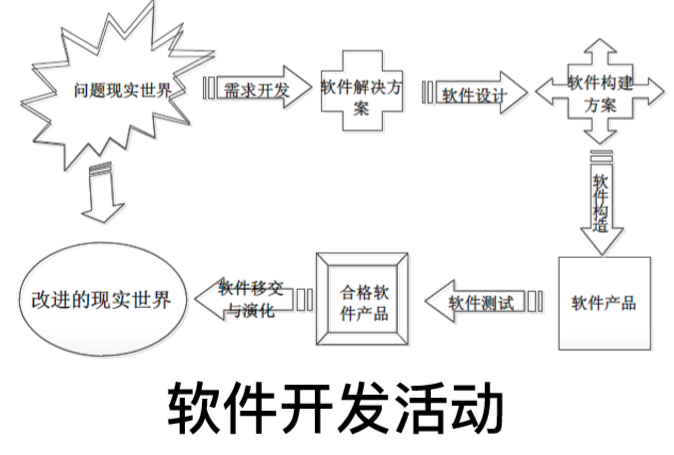 问题现实世界
需求开发
软件解决方
案
软件设计
软件构建
方案
软件构造
软件产品
软件测试
合格软
件产品
软件移交
与演化
改进的现实世界
软件开发活动